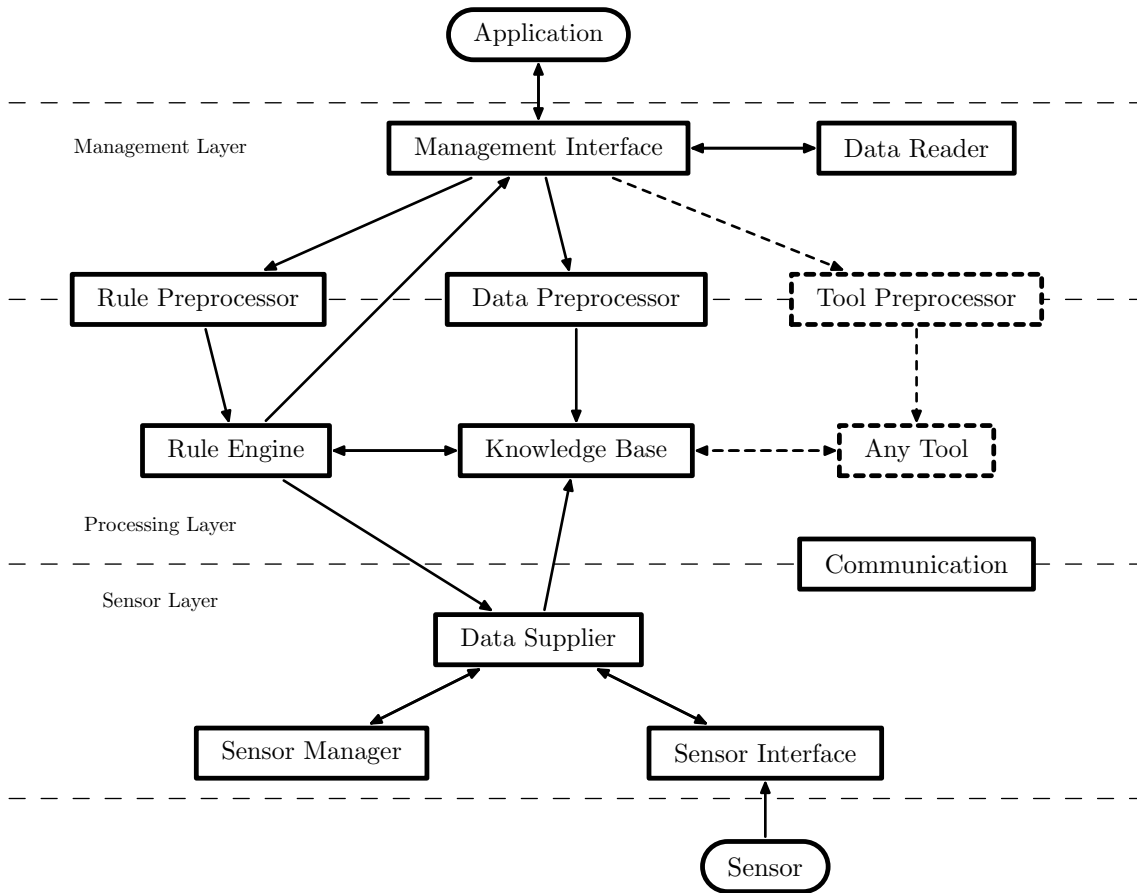 Application
Management Layer
Management Interface
Data Reader
Rule Preprocessor
Data Preprocessor
Tool Preprocessor
Rule Engine
Knowledge Base
Any Tool
Processing Layer
Communication
Sensor Layer
Data Supplier
Sensor Manager
Sensor Interface
Sensor